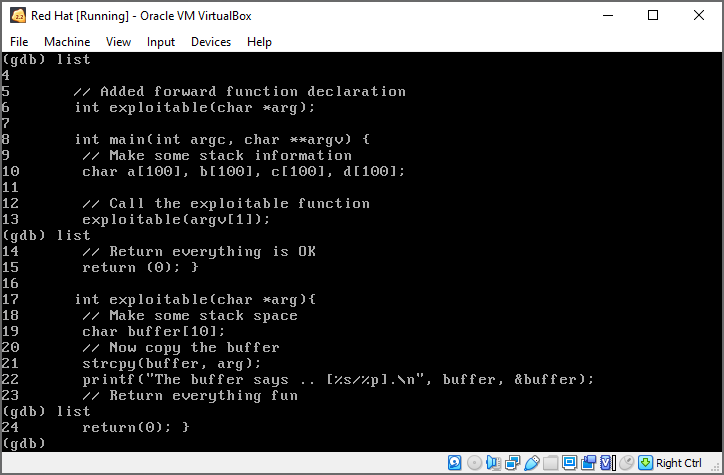 Red Hat [Running] - Oracle VM VirtualBox
File Machine View Input Devices Help
(gdb) list
4
5 // Added forward function declaration
6 int exploitable(char *arg);
7
8 int main(int argc, char **argv) {
9 // Make some stack information
10 char a[100], b[100], c[100], d[100];
11
12 // Call the exploitable function
13 exploitable(argv[1]);
(gdb) list
14 // Return everything is OK
15 return (0); }
16
17 int exploitable(char *arg){
18 // Make some stack space
19 char buffer[10];
20 // Now copy the buffer
21 strcpy(buffer, arg);
22 printf("The buffer says .. [%s/%p].\n", buffer, &buffer);
23 // Return everything fun
(gdb) list
24 return(0); }
(gdb)
Right Ctrl